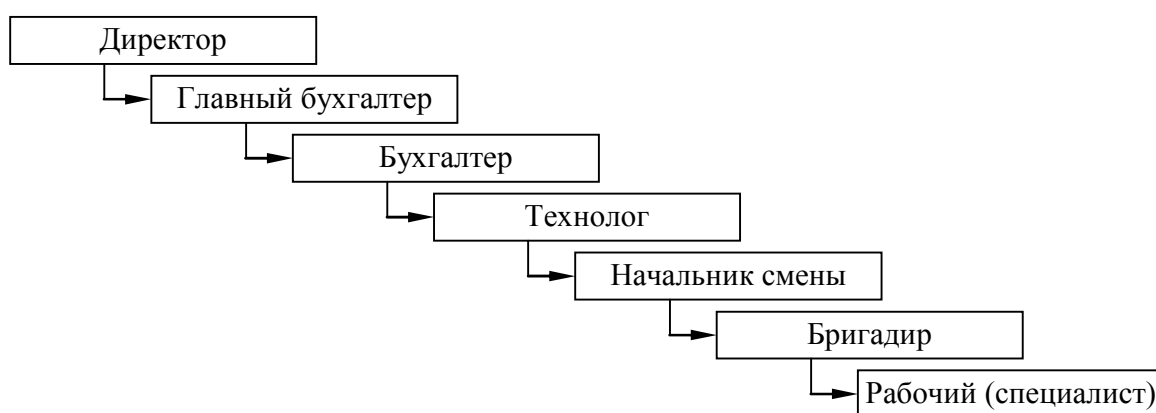 Директор
Главный бухгалтер
Бухгалтер
Технолог
Начальник смены
Бригадир
Рабочий (специалист)